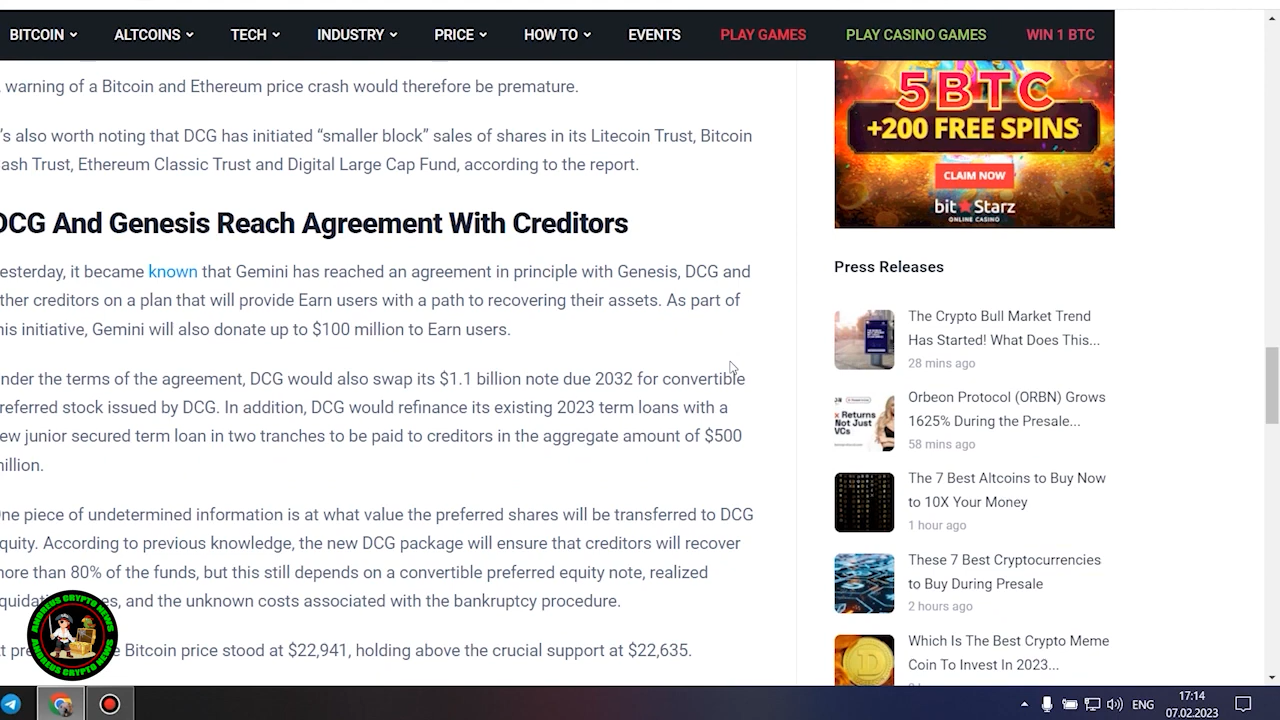 BITCOIN ALTCOINS TECH INDUSTRY PRICE HOW TO EVENTS PLAY GAMES PLAY CASINO GAMES WIN 1 BTC
warning of a Bitcoin and Ethereum price crash would therefore be premature.
's also worth noting that DCG has initiated “smaller block” sales of shares in its Litecoin Trust, Bitcoin
ash Trust, Ethereum Classic Trust and Digital Large Cap Fund, according to the report.
DCG And Genesis Reach Agreement With Creditors
esterday, it became known that Gemini has reached an agreement in principle with Genesis, DCG and
ther creditors on a plan that will provide Earn users with a path to recovering their assets. As part of
his initiative, Gemini will also donate up to $100 million to Earn users.
nder the terms of the agreement, DCG would also swap its $1.1 billion note due 2032 for convertible
referred stock issued by DCG. In addition, DCG would refinance its existing 2023 term loans with a
ew junior secured term loan in two tranches to be paid to creditors in the aggregate amount of $500
illion.
ne piece of undetermined information is at what value the preferred shares will be transferred to DCG
quity. According to previous knowledge, the new DCG package will ensure that creditors will recover
more than 80% of the funds, but this still depends on a convertible preferred equity note, realized
and the unknown costs associated with the bankruptcy procedure.
Bitcoin price stood at $22,941, holding above the crucial support at $22,635.
5BTC
+200 FREE SPINS
CLAIM NOW
bitStarz
ONLINE CASINO
Press Releases
The Crypto Bull Market Trend
Has Started! What Does This...
28 mins ago
x Returns
Not Just
VCs
Orbeon Protocol (ORBN) Grows
1625% During the Presale...
58 mins ago
The 7 Best Altcoins to Buy Now
to 10X Your Money
1 hour ago
These 7 Best Cryptocurrencies
to Buy During Presale
2 hours ago
Which Is The Best Crypto Meme
Coin To Invest In 2023...
ANDREUS CRYPTO NEWS
ANDREUS CRYPTO NEWS
ENG
17:14
07.02.2023